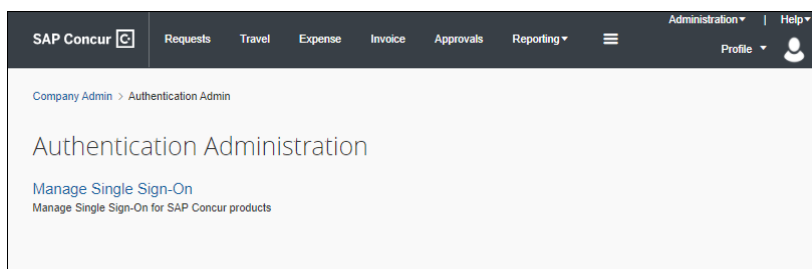 Administration▾ | Help▾
SAP Concur C Requests Travel Expense Invoice Approvals Reporting▾ ☰
Profile ▾
Company Admin > Authentication Admin
Authentication Administration
Manage Single Sign-On
Manage Single Sign-On for SAP Concur products